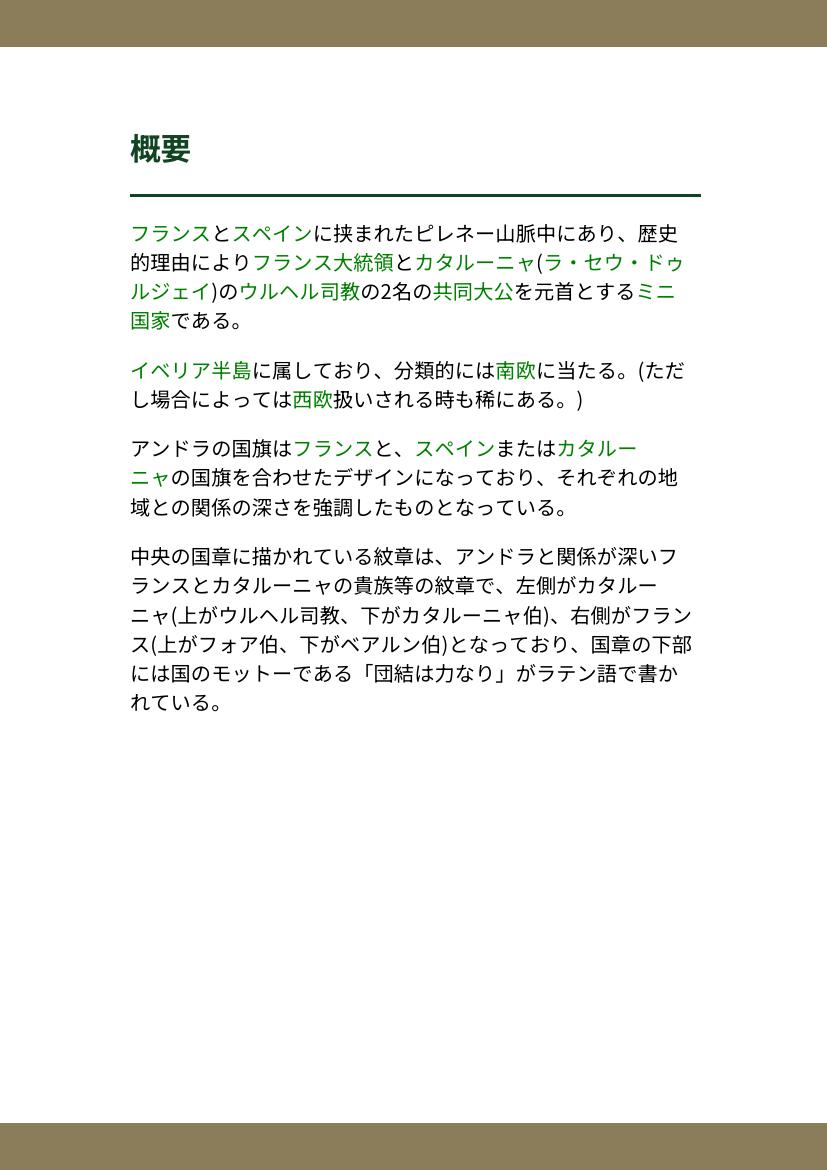 概要
フランスとスペインに挟まれたピレネー山脈中にあり、歴史
的理由によりフランス大統領とカタルーニャ(ラ・セウ・ドゥ
ルジェイ)のウルヘル司教の2名の共同大公を元首とするミニ
国家である。
イベリア半島に属しており、分類的には南欧に当たる。(ただ
し場合によっては西欧扱いされる時も稀にある。)
アンドラの国旗はフランスと、スペインまたはカタルー
ニャの国旗を合わせたデザインになっており、それぞれの地
域との関係の深さを強調したものとなっている。
中央の国章に描かれている紋章は、アンドラと関係が深いフ
ランスとカタルーニャの貴族等の紋章で、左側がカタルー
ニャ(上がウルヘル司教、下がカタルーニャ伯)、右側がフラン
ス(上がフォア伯、下がベアルン伯)となっており、国章の下部
には国のモットーである「団結は力なり」がラテン語で書か
れている。